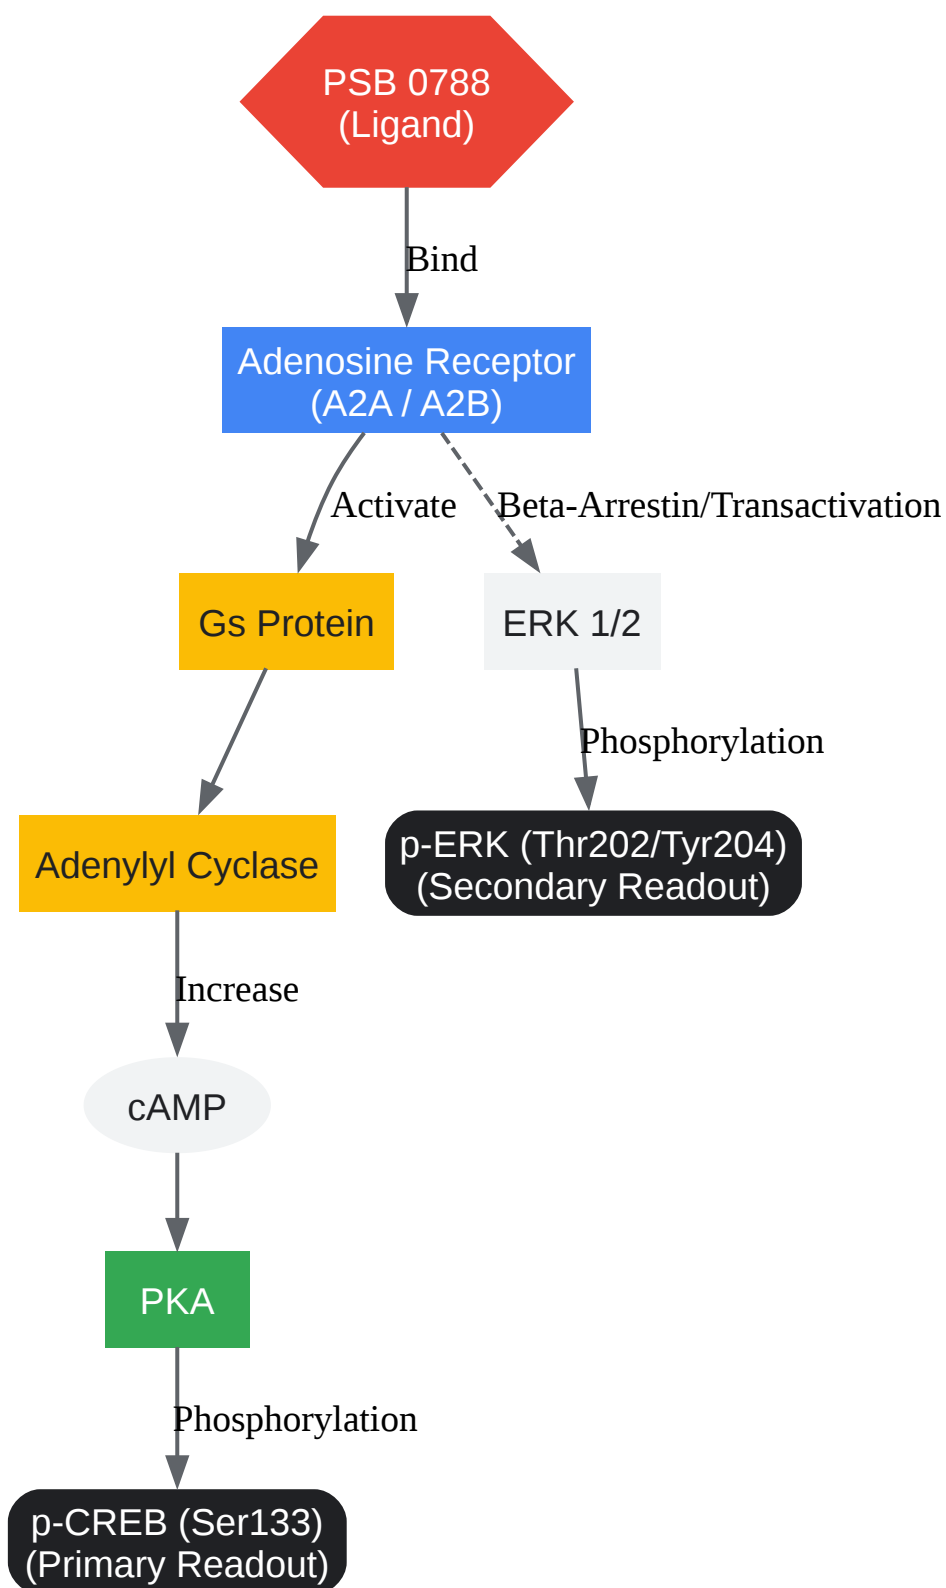 PSB 0788
(Ligand)
Bind
Adenosine Receptor
(A2A / A2B)
Activate
Beta-Arrestin/Transactivation
Gs Protein
ERK 1/2
Phosphorylation
Adenylyl Cyclase
p-ERK (Thr202/Tyr204)
(Secondary Readout)
Increase
cAMP
PKA
Phosphorylation
p-CREB (Ser133)
(Primary Readout)